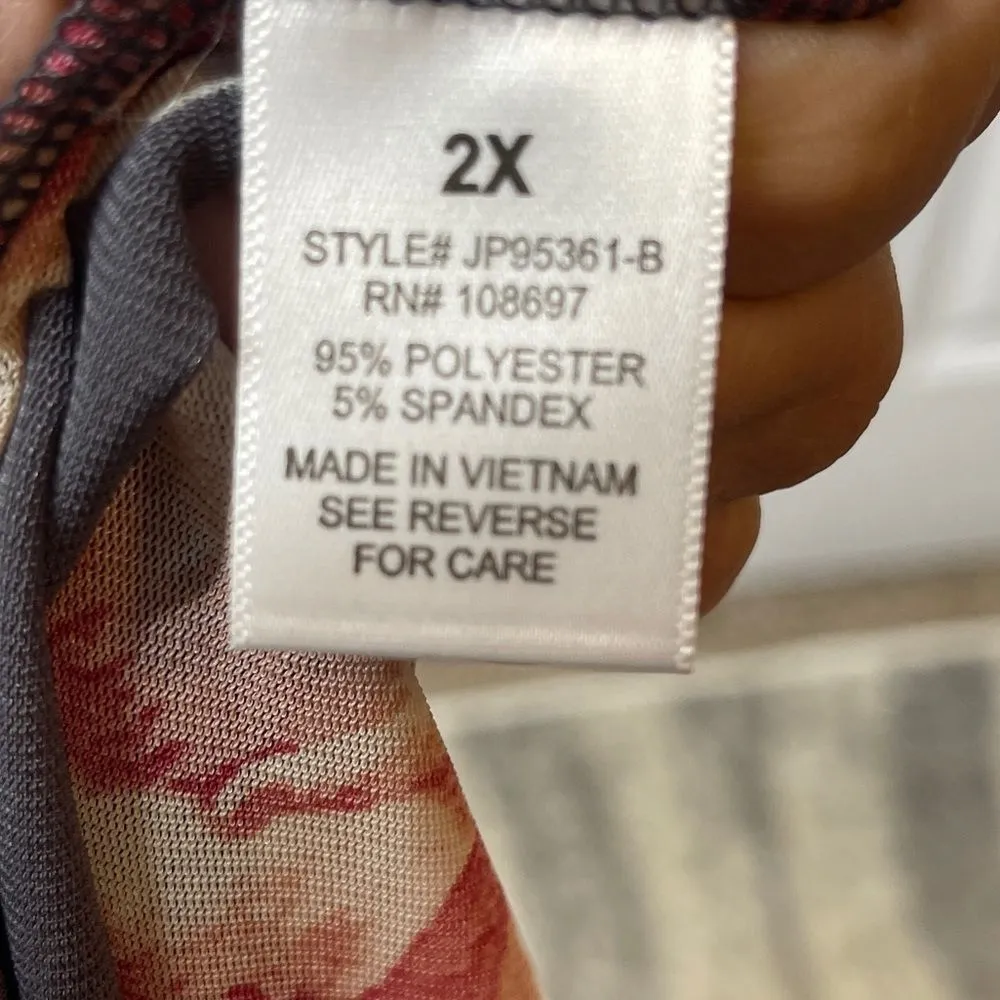 2X
STYLE# JP95361-B
RN# 108697
95% POLYESTER
5% SPANDEX
MADE IN VIETNAM
SEE REVERSE
FOR CARE